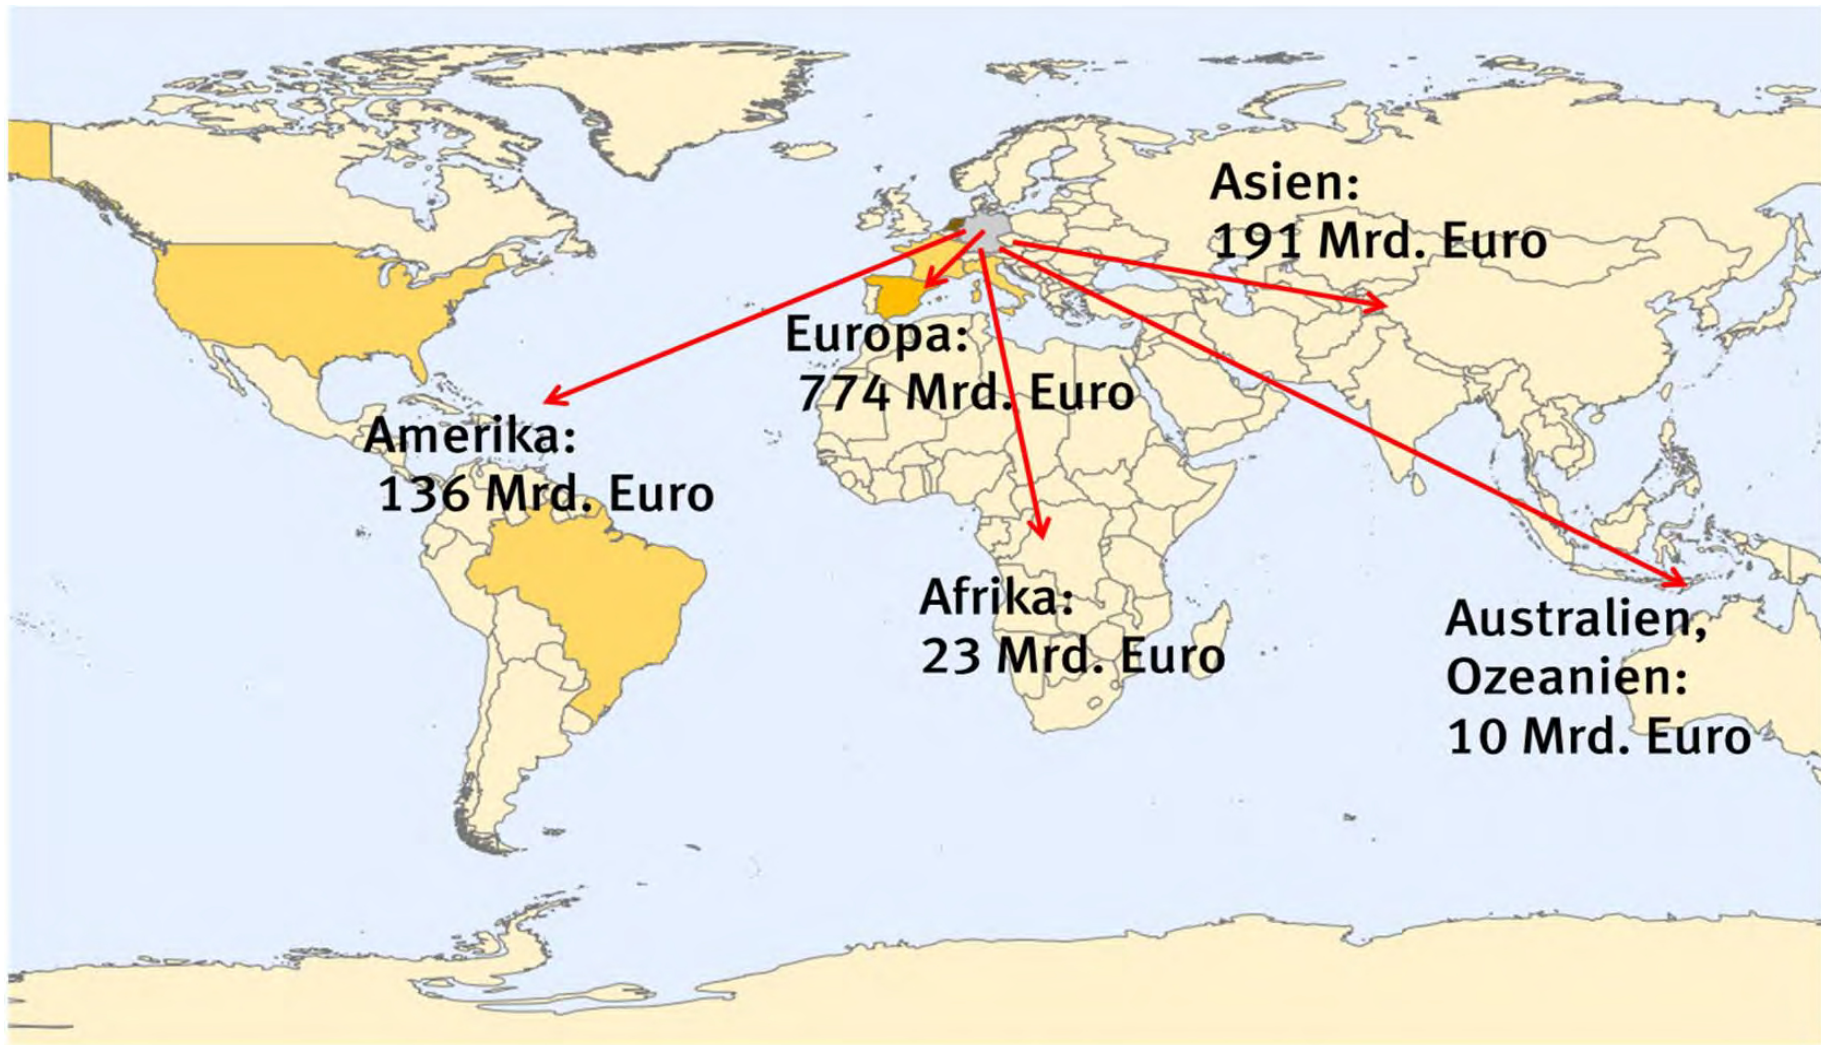 Asien:
191 Mrd. Euro
Europa:
774 Mrd. Euro
Amerika:
136 Mrd. Euro
Afrika:
23 Mrd. Euro
Australien,
Ozeanien:
10 Mrd. Euro